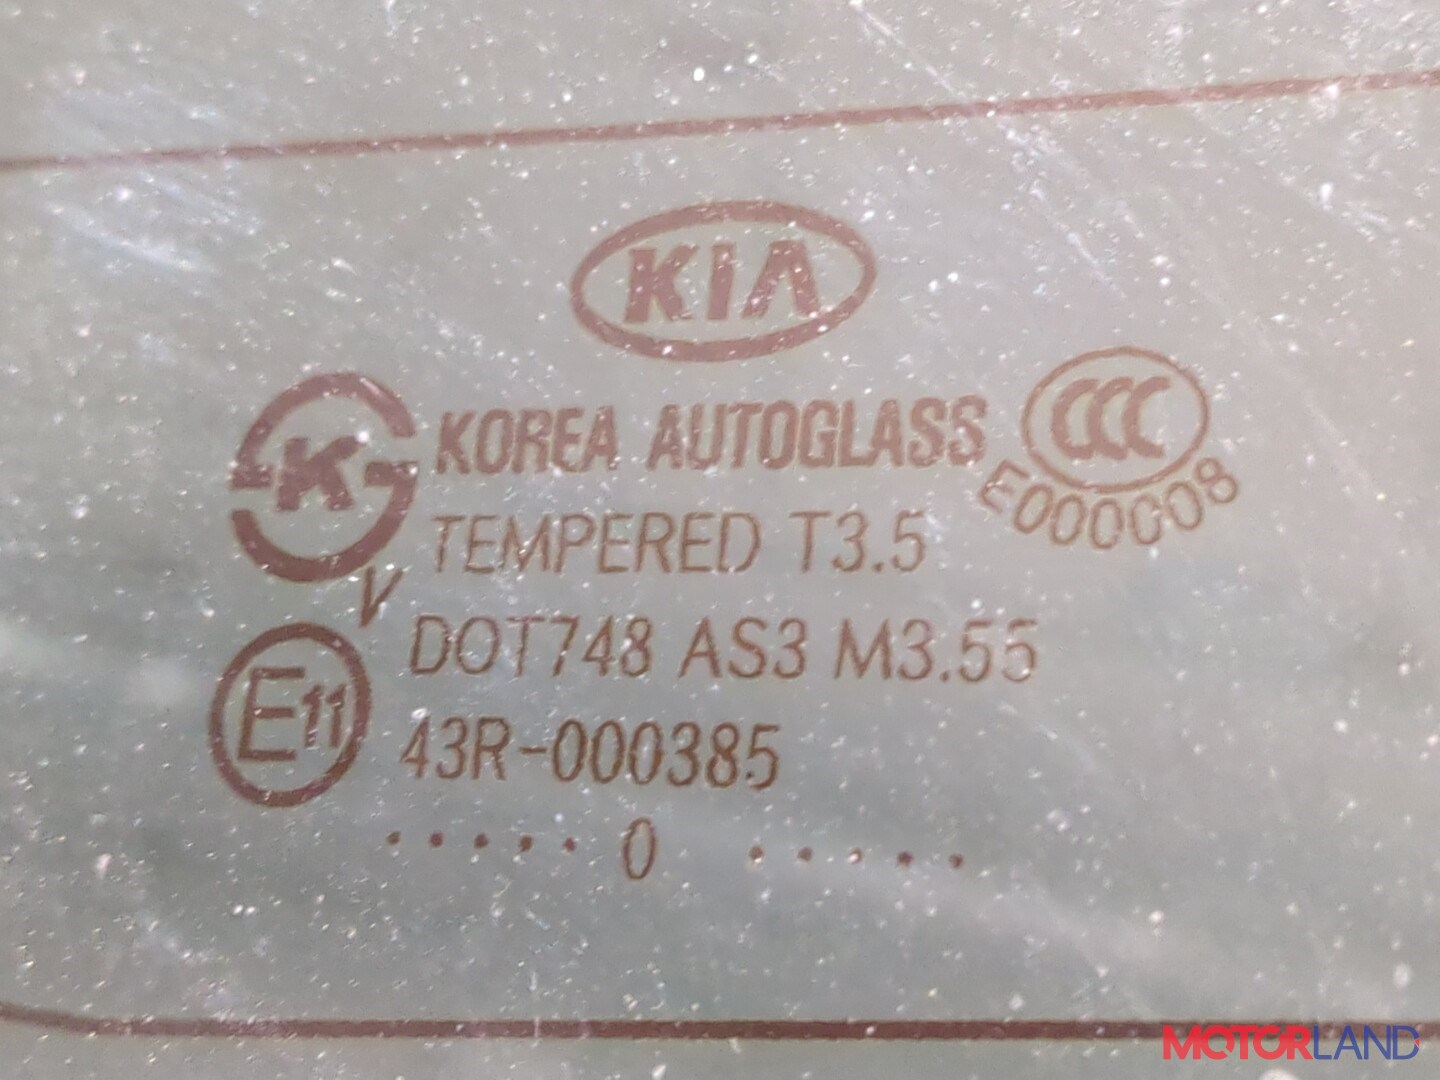 KIA
K
KOREA AUTOGLASS
CCC
E000008
TEMPERED T3.5
V
DOT748 AS3 M3.55
E11
43R-000385
.....0 .....
MOTORLAND